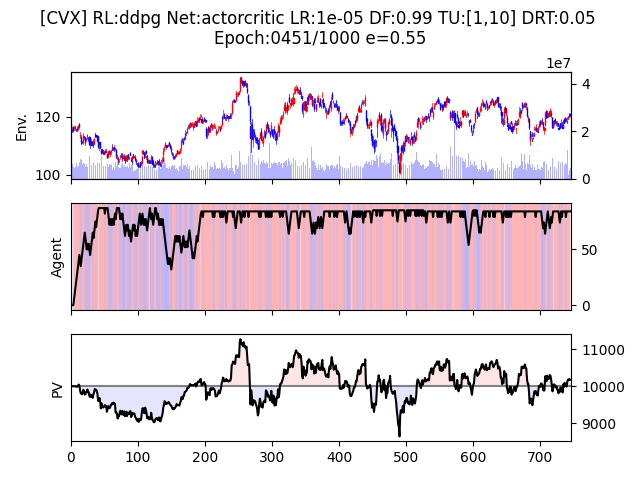 [CVX] RL:ddpg Net:actorcritic LR:1e-05 DF:0.99 TU:[1,10] DRT:0.05
Epoch:0451/1000 e=0.55
1e7
Env.
120
100
4
2
0
Agent
50
0
PV
11000
10000
9000
0 100 200 300 400 500 600 700